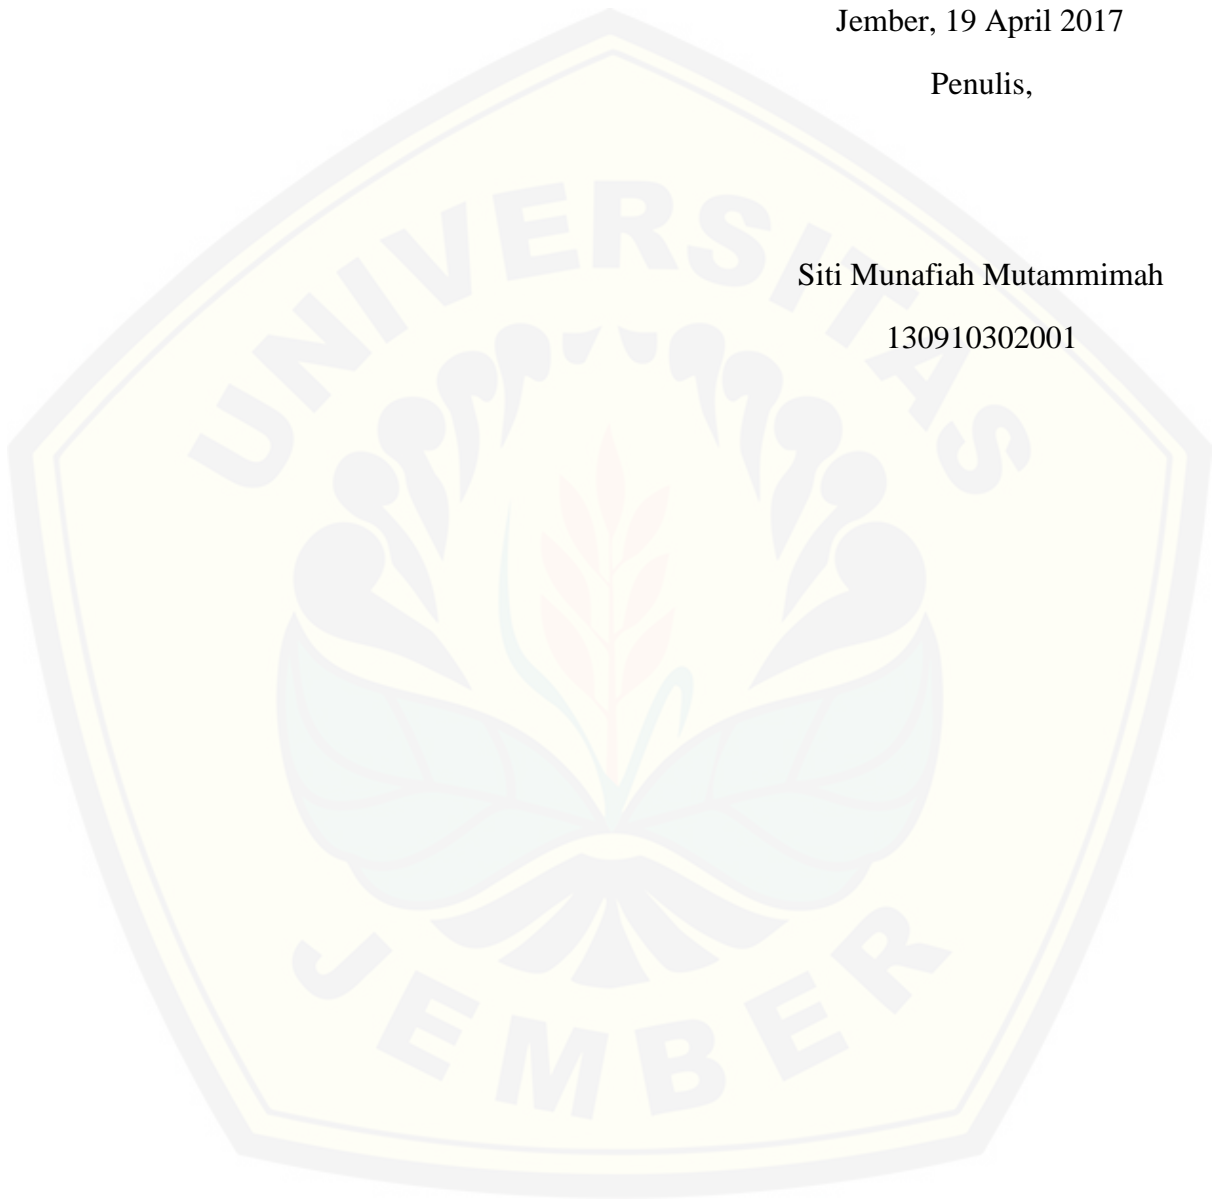 Jember, 19 April 2017
Penulis,
Siti Munafiah Mutammimah
130910302001
UNIVERSITAS
JEMBER